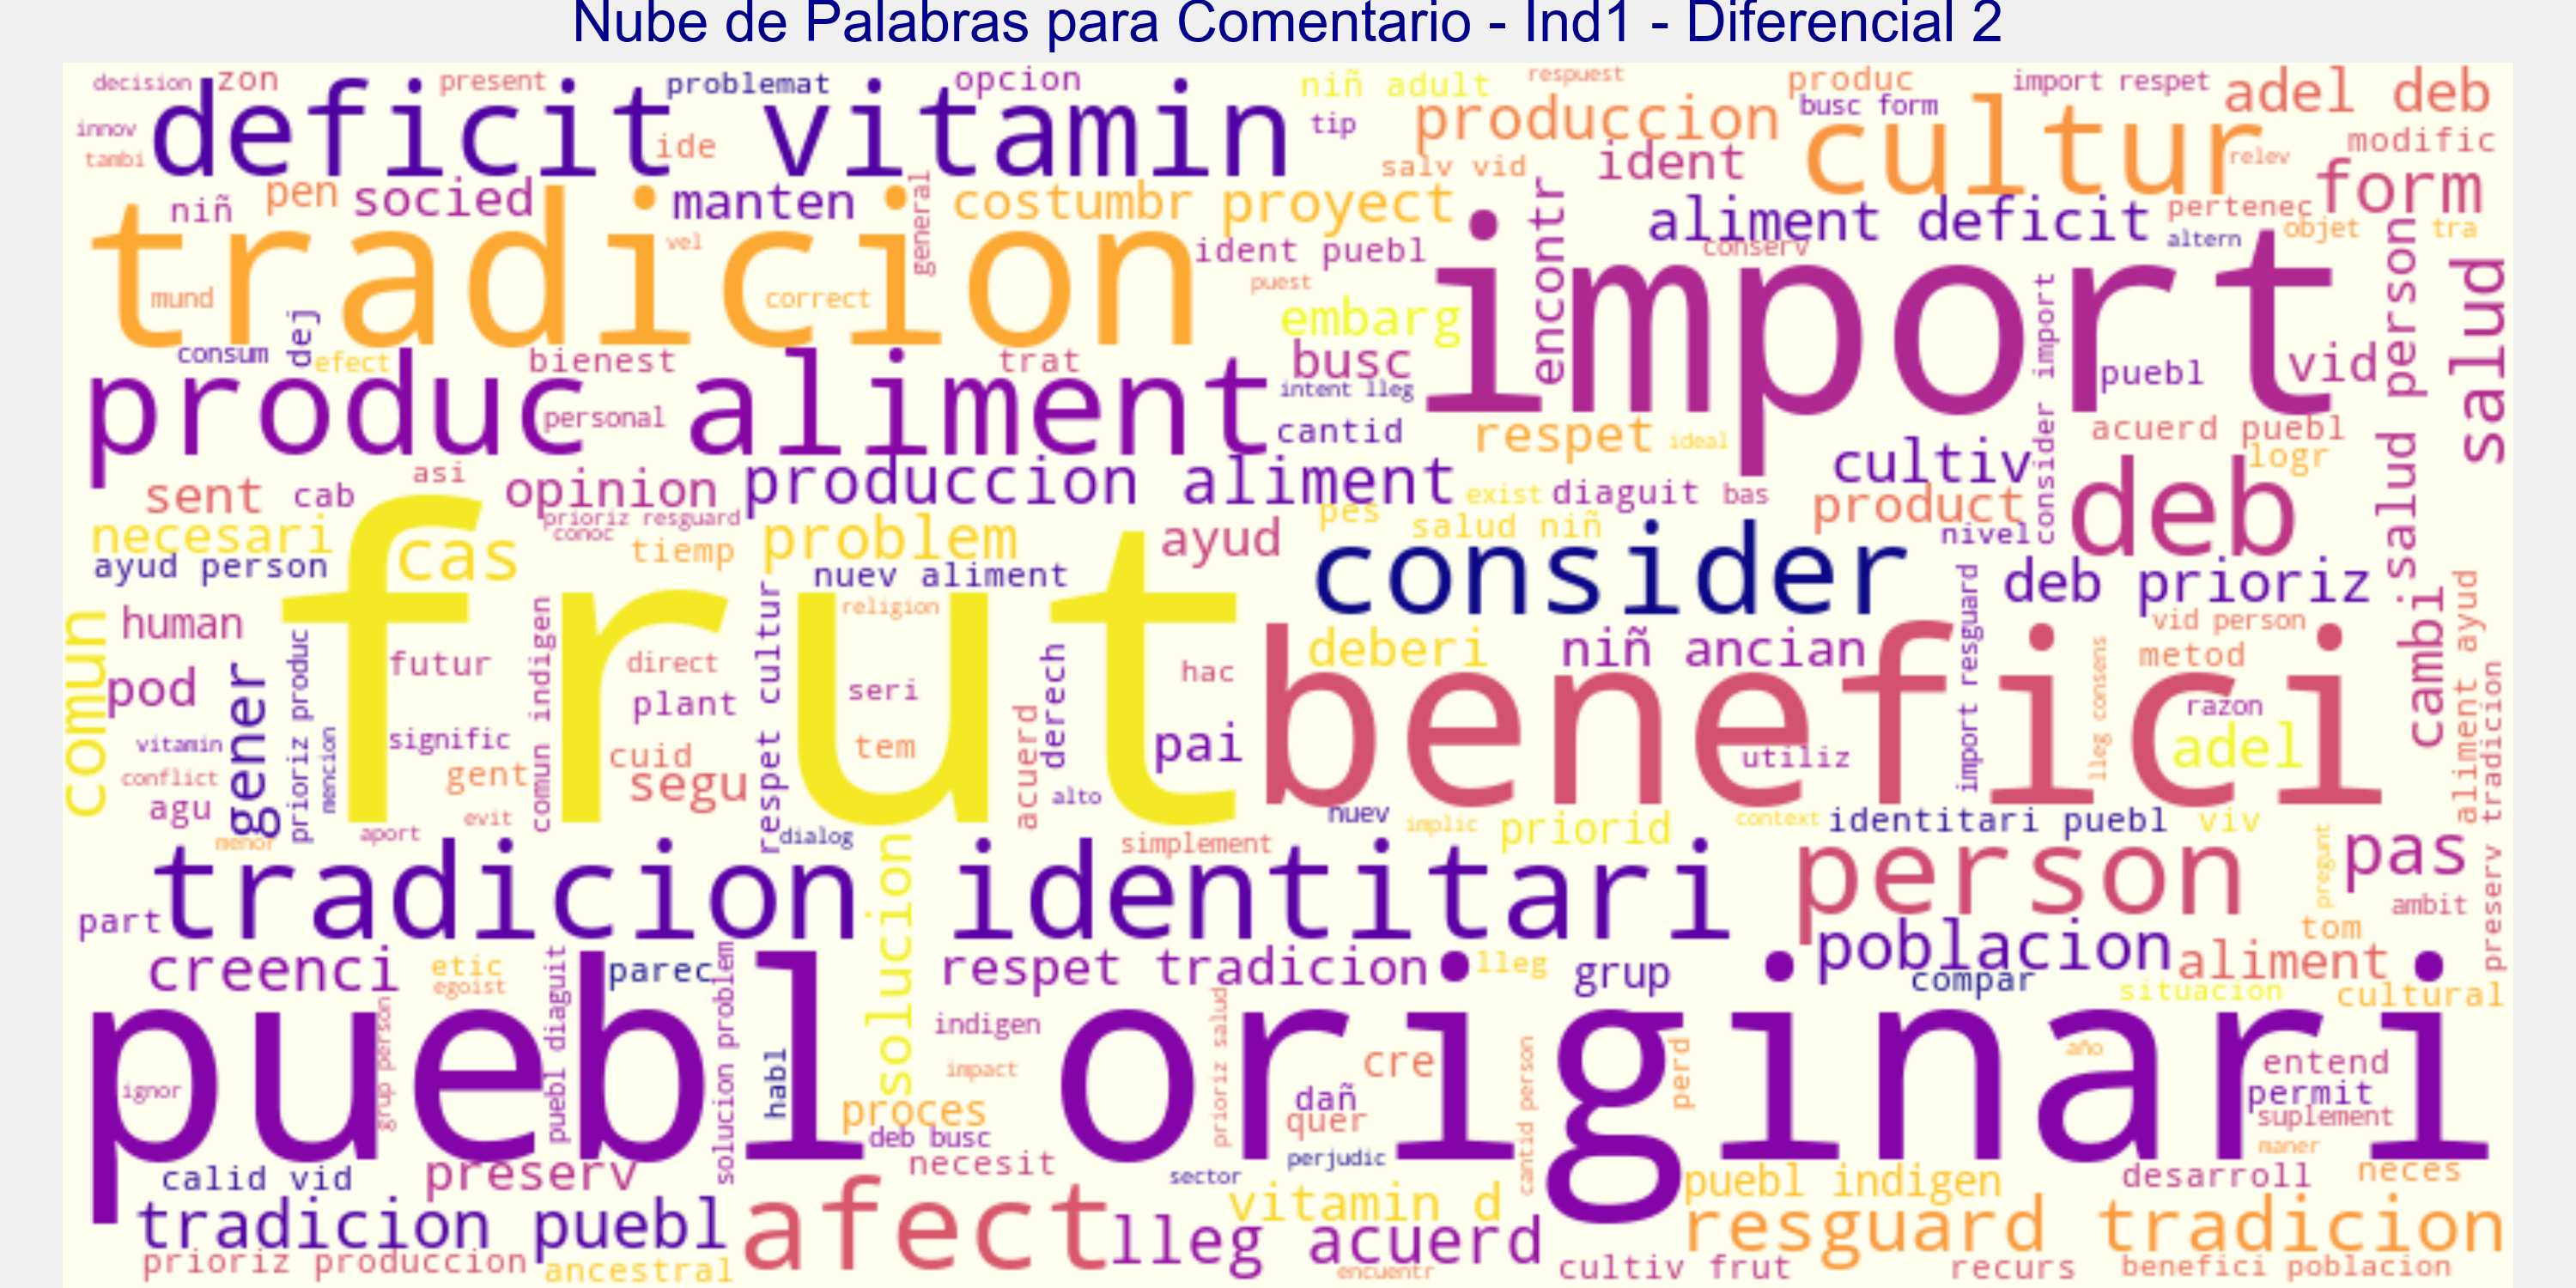 Nube de Palabras para Comentario - Ind1 - Diferencial 2
decision zon present problemat opcion niñ adult respuest produc import respet adel deb
innov deficit vitamin tip produccion busc form cultur modific
tambi ide salv vid ident relev form
niñ pen socied manten general costumbr proyect encontr aliment deficit pertenec objet tra
tradicion vel ident puebl import conserv altern salud person salud
mund correct puest embarg consider import
consum dej efect bienest trat busc puebl vid
produc aliment personal intent lleg cantid respet ideal acuerd puebl
sent cab asi opinion produccion aliment exist diaguit bas cultiv product logr deb
necesari cas prioriz resguard conoc tiemp problem ayud pes salud niñ consider nivel
ayud person frut nuev aliment deb prioriz
comun human religion respet cultur deberi niñ ancian import resguard vid person cambi aliment ayud
pod gener prioriz produc futur comun indigen direct plant seri derech hac benefici metod lleg consens razon preserv tradicion
vitamin mencion signific cuid tem acuerd pai utiliz adel
conflict agu gent segu alto
evit aport dialog nuev implic priorid context identitari puebl viv
menor tradicion identitari solucion simplement person pregunt pas
part ambit tom
creenci etic egoist puebl diaguit parec solucion problem respet tradicion lleg grup poblacion compar aliment situacion cultural
puebl originari grup person indigen prioriz salud año entend
ignor habl impact cre cantid person perd permit
proces dañ quer suplement
deb busc maner
calid vid preserv necesit sector perjudic puebl indigen desarroll neces
tradicion puebl afect vitamin d lleg acuerd resguard tradicion
prioriz produccion ancestral encuentr cultiv frut recurs benefici poblacion